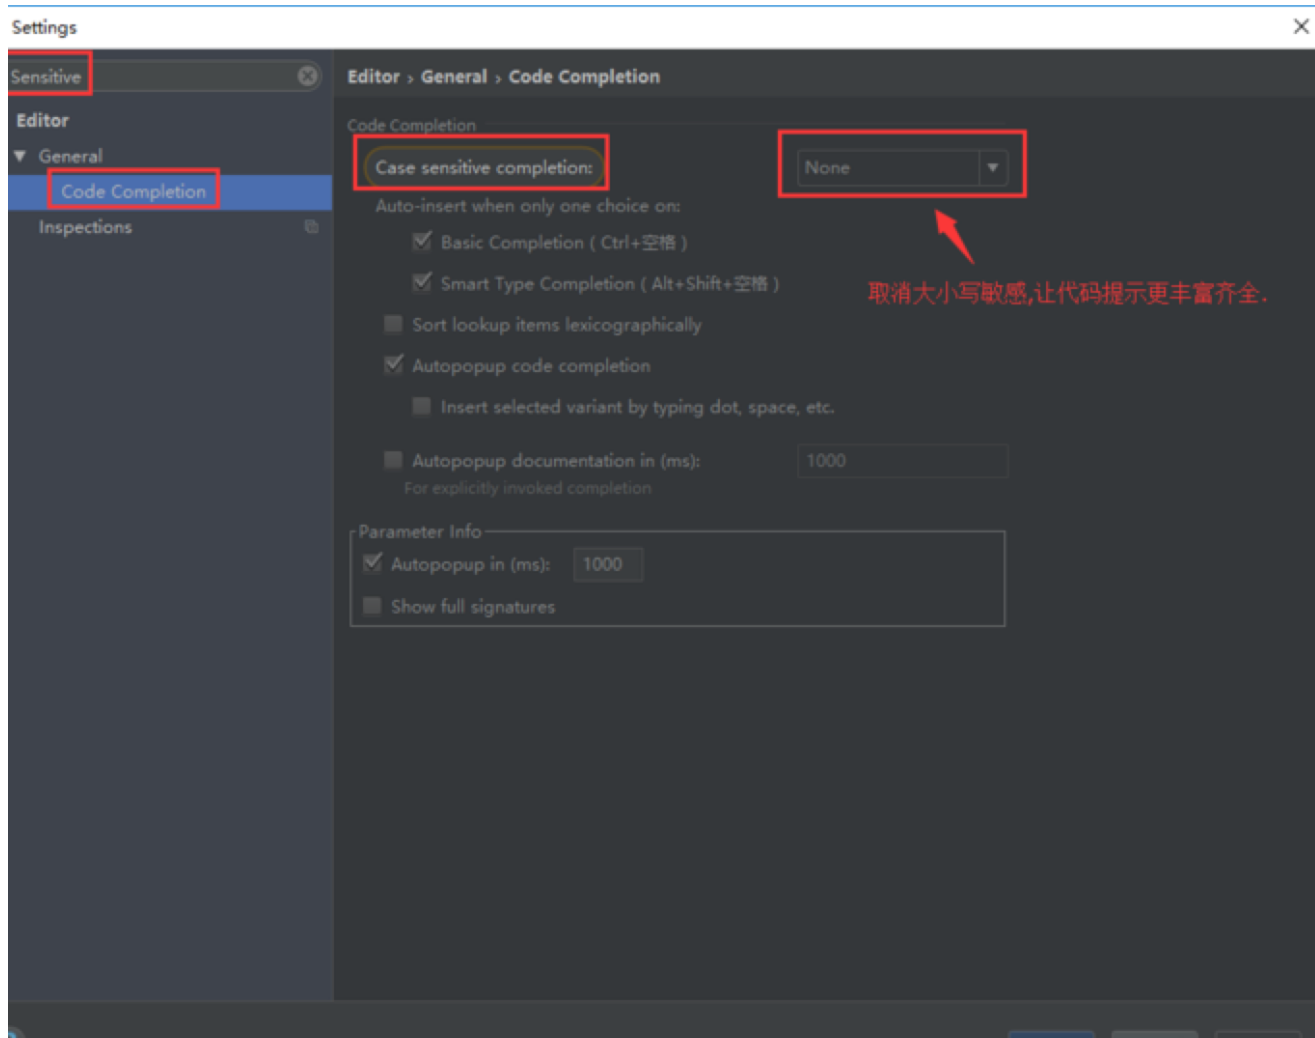 Settings
Sensitive
Editor
General
Code Completion
Inspections
Editor › General › Code Completion
Code Completion
Case sensitive completion:
None
Auto-insert when only one choice on:
Basic Completion ( Ctrl+空格 )
Smart Type Completion ( Alt+Shift+空格 )
取消大小写敏感,让代码提示更丰富齐全.
Sort lookup items lexicographically
Autopopup code completion
Insert selected variant by typing dot, space, etc.
Autopopup documentation in (ms):
1000
For explicitly invoked completion
Parameter Info
Autopopup in (ms):
1000
Show full signatures